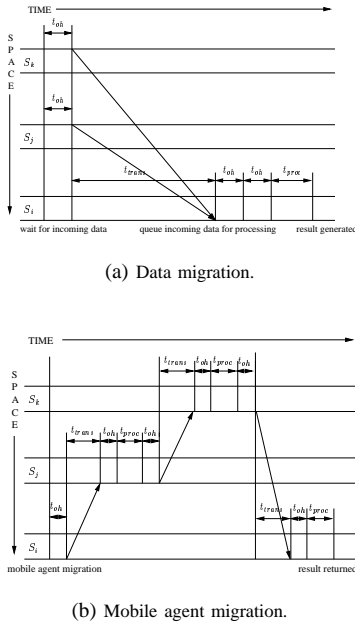 TIME
SPACE
t_oh
S_k
t_oh
S_j
t_trans t_oh t_oh t_proc
S_i
wait for incoming data queue incoming data for processing result generated
(a) Data migration.
TIME
SPACE
t_trans t_oh t_proc t_oh
S_k
t_trans t_oh t_proc t_oh
S_j
t_oh t_trans t_oh t_proc
S_i
mobile agent migration result returned
(b) Mobile agent migration.